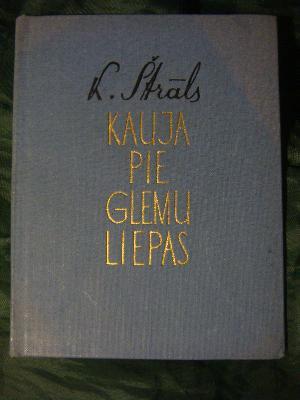 K. Štrāls
KAUJA
PIE
GLEMU
LIEPAS